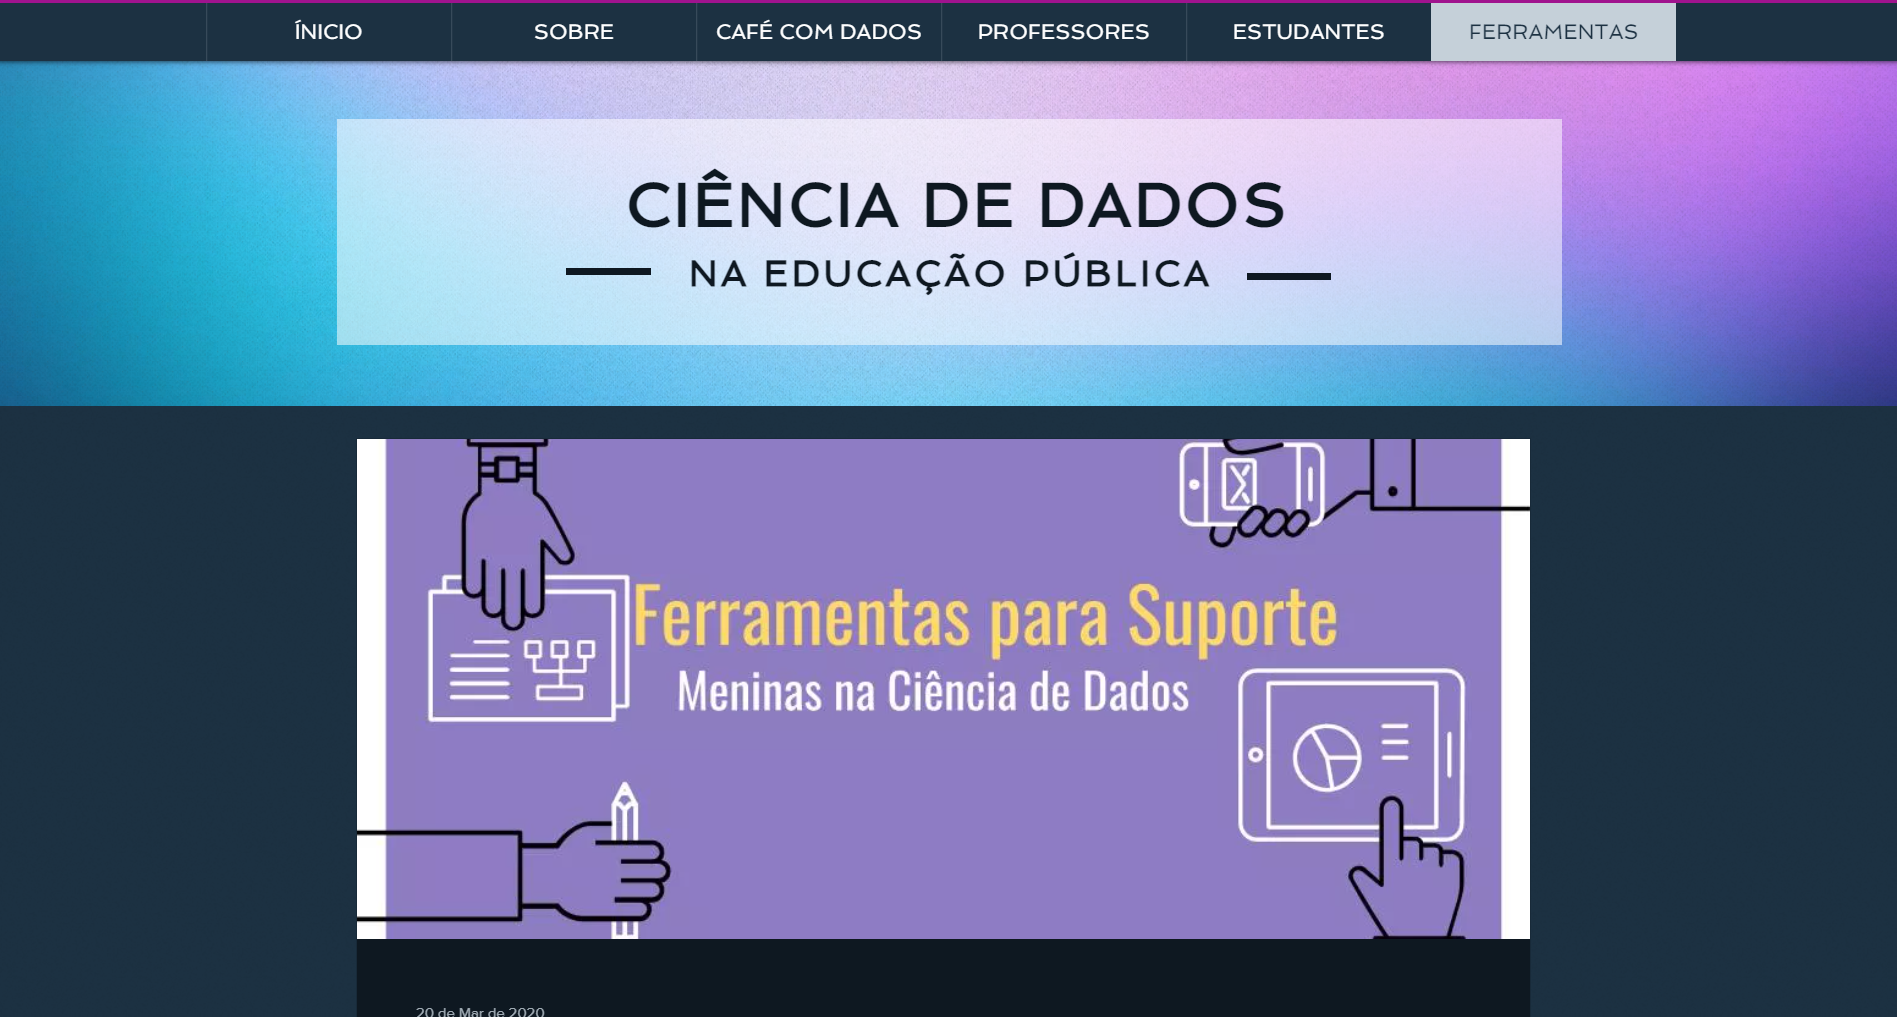 ÍNICIO
SOBRE
CAFÉ COM DADOS
PROFESSORES
ESTUDANTES
FERRAMENTAS
CIÊNCIA DE DADOS
NA EDUCAÇÃO PÚBLICA
Ferramentas para Suporte
Meninas na Ciência de Dados
20 de Mar de 2020